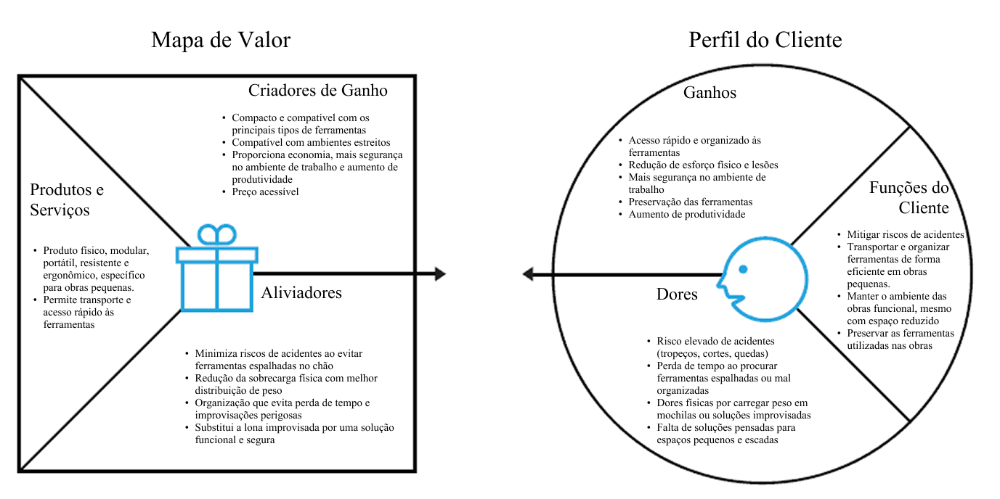 Mapa de Valor
Criadores de Ganho
• Compacto e compatível com os
principais tipos de ferramentas
• Compatível com ambientes estreitos
• Proporciona economia, mais segurança
no ambiente de trabalho e aumento de
produtividade
• Preço acessível
Produtos e
Serviços
• Produto físico, modular,
portátil, resistente e
ergonômico, específico
para obras pequenas.
• Permite transporte e
acesso rápido às
ferramentas
Aliviadores
• Minimiza riscos de acidentes ao evitar
ferramentas espalhadas no chão
• Redução da sobrecarga física com melhor
distribuição de peso
• Organização que evita perda de tempo e
improvisações perigosas
• Substitui a lona improvisada por uma solução
funcional e segura
Perfil do Cliente
Ganhos
• Acesso rápido e organizado às
ferramentas
• Redução de esforço físico e lesões
• Mais segurança no ambiente de
trabalho
• Preservação das ferramentas
• Aumento de produtividade
Funções do
Cliente
• Mitigar riscos de acidentes
• Transportar e organizar
ferramentas de forma
eficiente em obras
pequenas.
• Manter o ambiente das
obras funcional, mesmo
com espaço reduzido
• Preservar as ferramentas
utilizadas nas obras
Dores
• Risco elevado de acidentes
(tropeços, cortes, quedas)
• Perda de tempo ao procurar
ferramentas espalhadas ou mal
organizadas
• Dores físicas por carregar peso em
mochilas ou soluções improvisadas
• Falta de soluções pensadas para
espaços pequenos e escadas